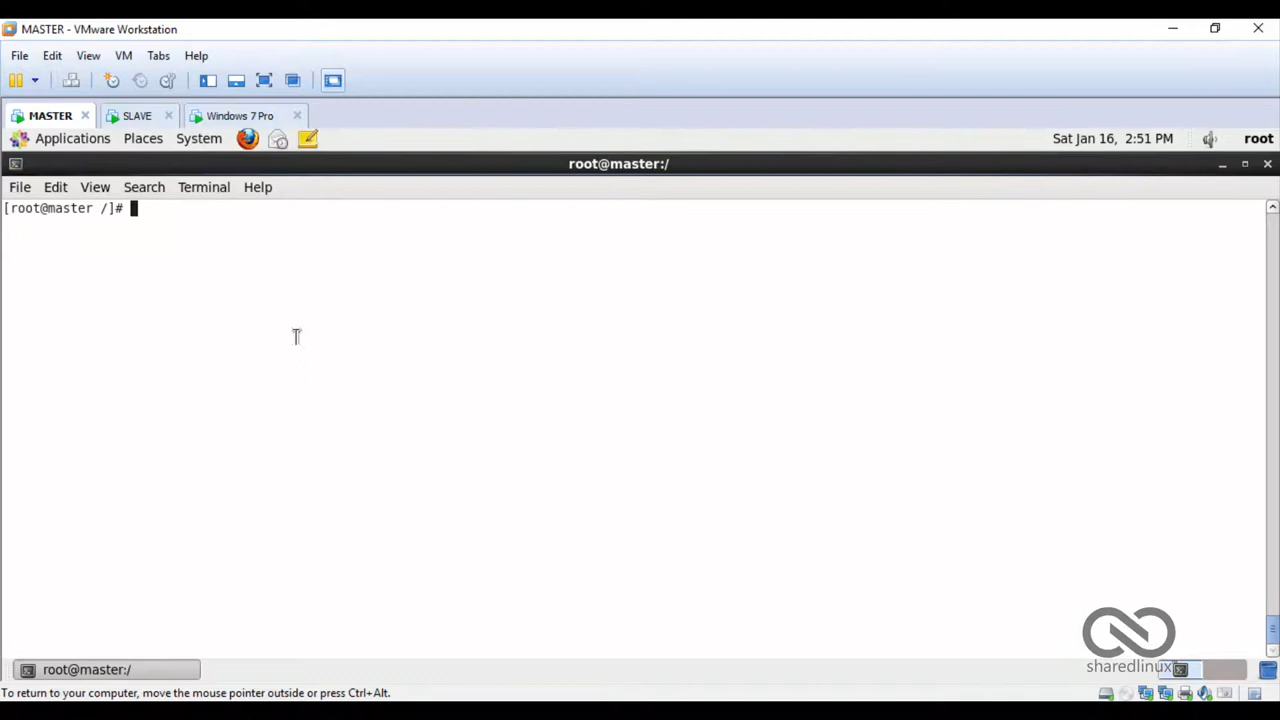 MASTER - VMware Workstation
File Edit View VM Tabs Help
MASTER SLAVE Windows 7 Pro
Applications Places System Sat Jan 16, 2:51 PM root
root@master:/
File Edit View Search Terminal Help
[root@master /]#
sharedlinux
root@master:/
To return to your computer, move the mouse pointer outside or press Ctrl+Alt.